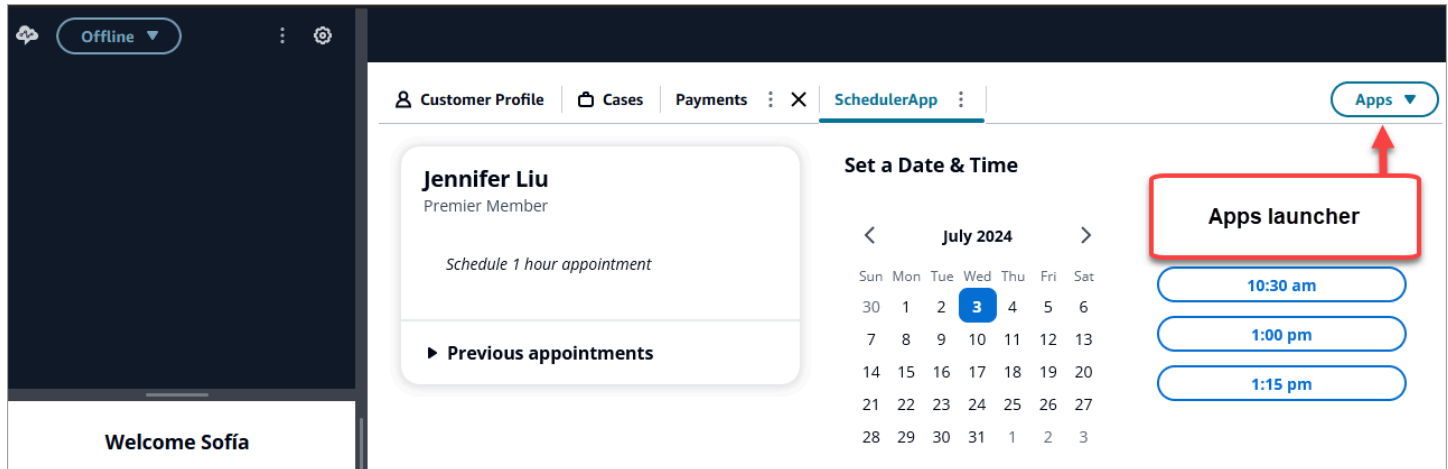 Offline
Customer Profile Cases Payments SchedulerApp Apps
Jennifer Liu
Premier Member
Schedule 1 hour appointment
Previous appointments
Set a Date & Time
July 2024
Sun Mon Tue Wed Thu Fri Sat
30 1 2 3 4 5 6
7 8 9 10 11 12 13
14 15 16 17 18 19 20
21 22 23 24 25 26 27
28 29 30 31 1 2 3
Apps launcher
10:30 am
1:00 pm
1:15 pm
Welcome Sofía